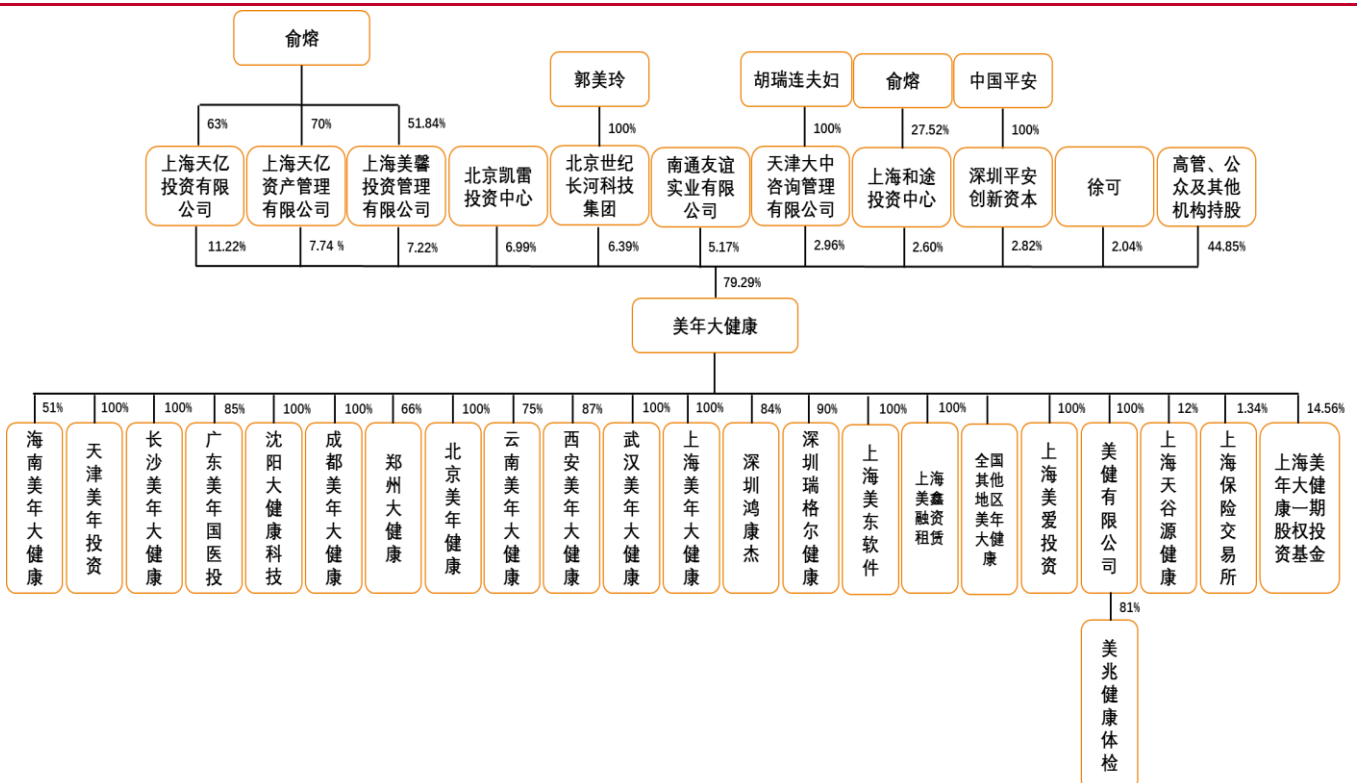 俞熔
郭美玲
胡瑞连夫妇
俞熔
中国平安
63%
70%
51.84%
100%
100%
27.52%
100%
上海天亿
投资有限
公司
上海天亿
资产管理
有限公司
上海美馨
投资管理
有限公司
北京凯雷
投资中心
北京世纪
长河科技
集团
南通友谊
实业有限
公司
天津大中
咨询管理
有限公司
上海和途
投资中心
深圳平安
创新资本
徐可
高管、公
众及其他
机构持股
11.22%
7.74 %
7.22%
6.99%
6.39%
5.17%
2.96%
2.60%
2.82%
2.04%
44.85%
79.29%
美年大健康
51%
100%
100%
85%
100%
100%
66%
100%
75%
87%
100%
100%
84%
90%
100%
100%
100%
100%
12%
1.34%
14.56%
海南美年大健康
天津美年投资
长沙美年大健康
广东美年国医投
沈阳大健康科技
成都美年大健康
郑州大健康
北京美年健康
云南美年大健康
西安美年大健康
武汉美年大健康
上海美年大健康
深圳鸿康杰
深圳瑞格尔健康
上海美东软件
上海
美鑫
融资
租赁
全国
其他
地区
美年
大健
康
上海美爱投资
美健有限公司
上海天谷源健康
上海保险交易所
上海美
年大健
康一期
股权投
资基金
81%
美兆健康体检